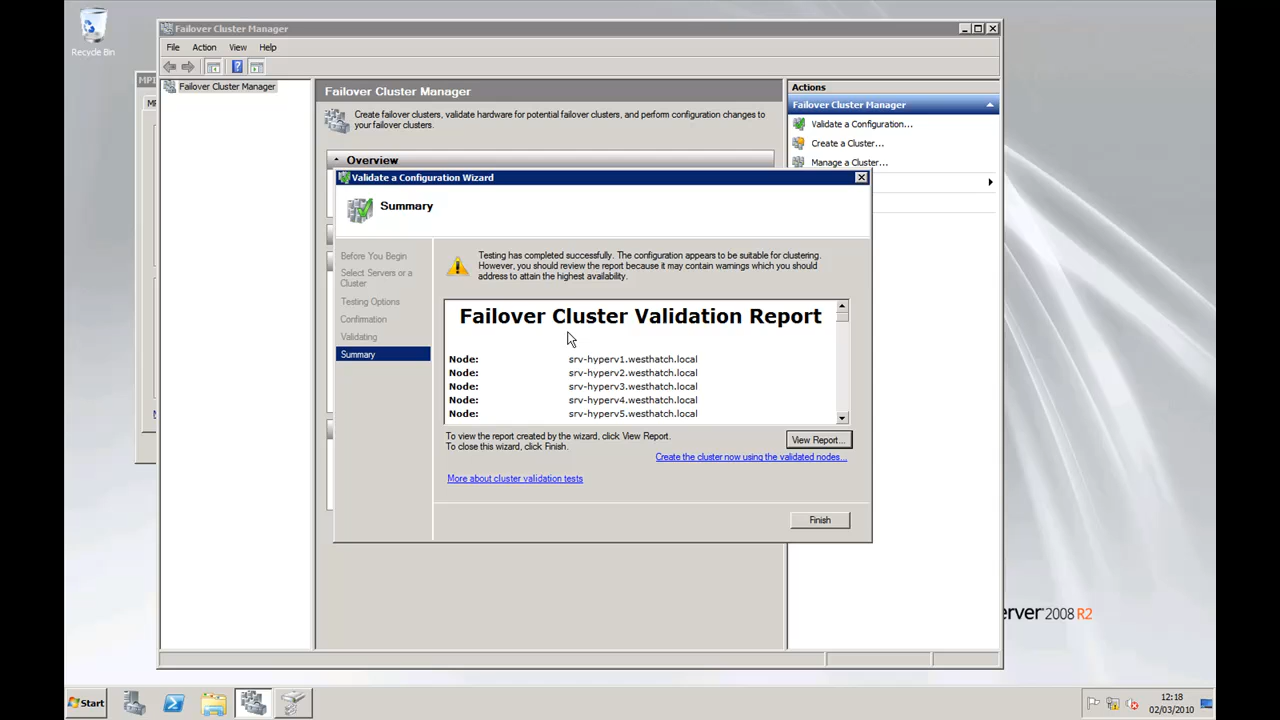 Recycle Bin
Failover Cluster Manager
File Action View Help
Failover Cluster Manager
Failover Cluster Manager
Create failover clusters, validate hardware for potential failover clusters, and perform configuration changes to
your failover clusters.
Overview
Actions
Failover Cluster Manager
Validate a Configuration...
Create a Cluster...
Manage a Cluster...
Validate a Configuration Wizard
Summary
Before You Begin
Select Servers or a
Cluster
Testing Options
Confirmation
Validating
Summary
Testing has completed successfully. The configuration appears to be suitable for clustering.
However, you should review the report because it may contain warnings which you should
address to attain the highest availability.
Failover Cluster Validation Report
Node: srv-hyperv1.westhatch.local
Node: srv-hyperv2.westhatch.local
Node: srv-hyperv3.westhatch.local
Node: srv-hyperv4.westhatch.local
Node: srv-hyperv5.westhatch.local
To view the report created by the wizard, click View Report.
To close this wizard, click Finish.
View Report...
Create the cluster now using the validated nodes...
More about cluster validation tests
Finish
erver 2008 R2
Start
12:18
02/03/2010